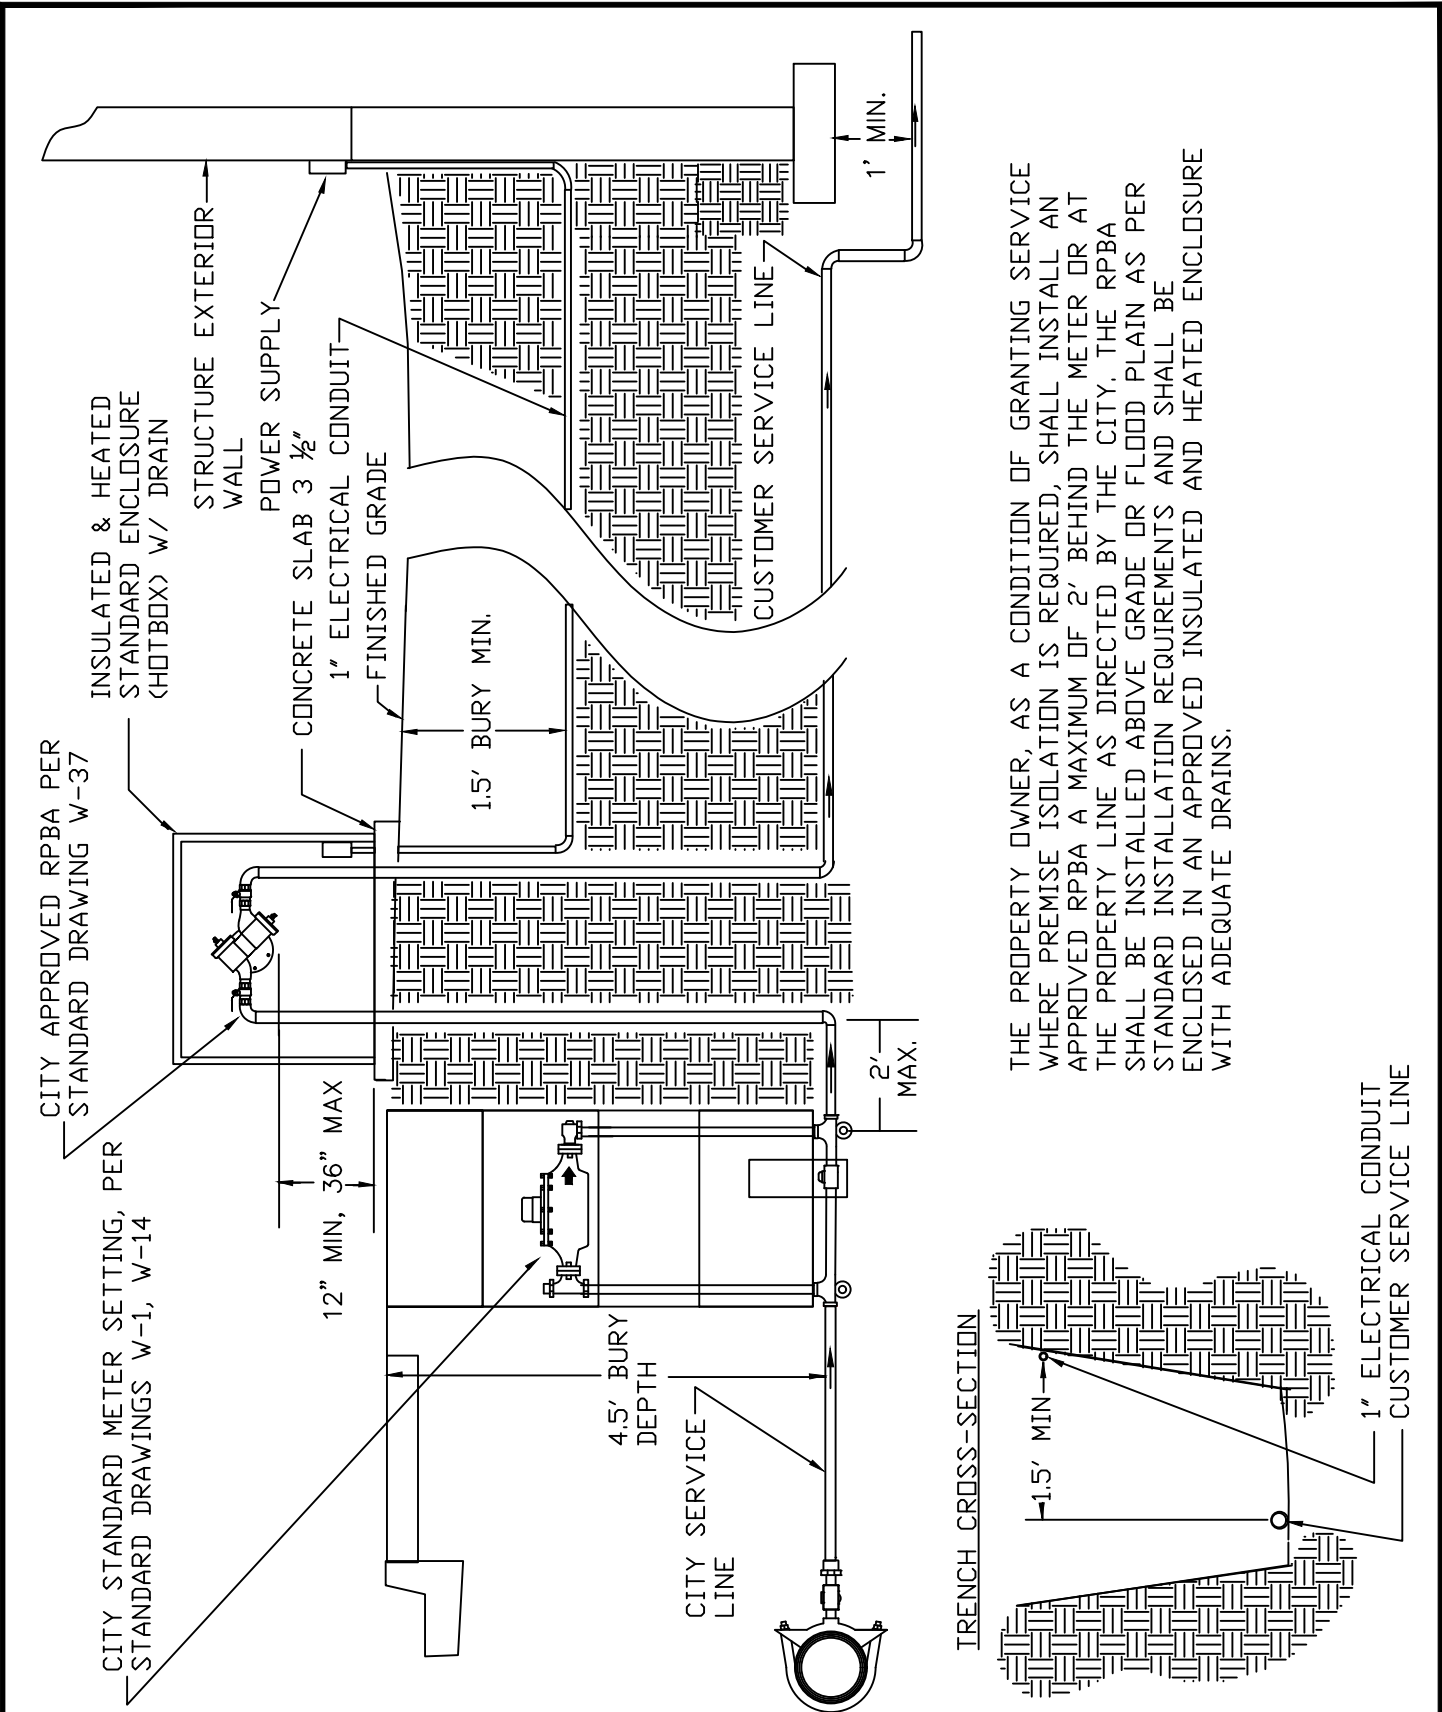 CITY STANDARD METER SETTING, PER
STANDARD DRAWINGS W-1, W-14
CITY APPROVED RPBA PER
STANDARD DRAWING W-37
INSULATED & HEATED
STANDARD ENCLOSURE
(HOTBOX) W/ DRAIN
STRUCTURE EXTERIOR
WALL
POWER SUPPLY
CONCRETE SLAB 3 ½"
1" ELECTRICAL CONDUIT
FINISHED GRADE
12" MIN, 36" MAX
1.5' BURY MIN.
4.5' BURY
DEPTH
CITY SERVICE
LINE
2'
MAX.
CUSTOMER SERVICE LINE
1' MIN.
TRENCH CROSS-SECTION
1.5' MIN
1" ELECTRICAL CONDUIT
CUSTOMER SERVICE LINE
THE PROPERTY OWNER, AS A CONDITION OF GRANTING SERVICE
WHERE PREMISE ISOLATION IS REQUIRED, SHALL INSTALL AN
APPROVED RPBA A MAXIMUM OF 2' BEHIND THE METER OR AT
THE PROPERTY LINE AS DIRECTED BY THE CITY. THE RPBA
SHALL BE INSTALLED ABOVE GRADE OR FLOOD PLAIN AS PER
STANDARD INSTALLATION REQUIREMENTS AND SHALL BE
ENCLOSED IN AN APPROVED INSULATED AND HEATED ENCLOSURE
WITH ADEQUATE DRAINS.